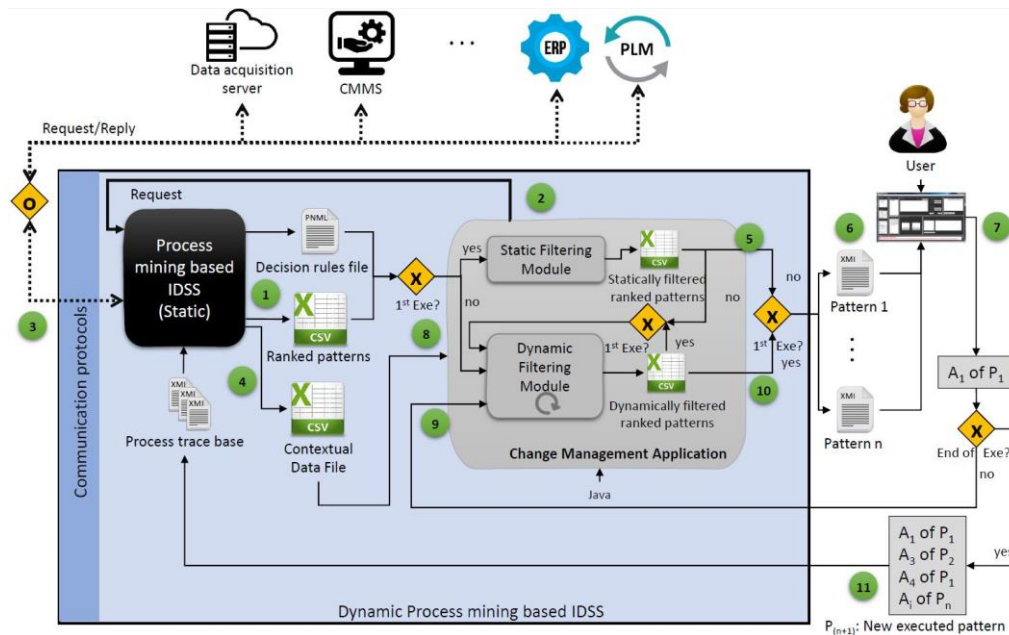 ERP
PLM
Data acquisition
server
CMMS
...
Request/Reply
User
O
Communication protocols
Request
2
PNML
Process
mining based
IDSS
(Static)
Decision rules file
yes
Static Filtering
Module
CSV
Statically filtered
ranked patterns
5
6
7
XMI
Pattern 1
X
1st Exe?
no
no
no
X
1st Exe?
yes
X
1st Exe?
yes
1
X
CSV
Ranked patterns
3
4
8
Dynamic
Filtering
Module
CSV
Dynamically filtered
ranked patterns
10
A1 of P1
XMI
XMI
XMI
Process trace base
X
CSV
Contextual
Data File
9
Change Management Application
XMI
Pattern n
X
End of Exe?
no
Java
A1 of P1
A3 of P2
A4 of P1
Ai of Pn
yes
11
Dynamic Process mining based IDSS
P(n+1): New executed pattern